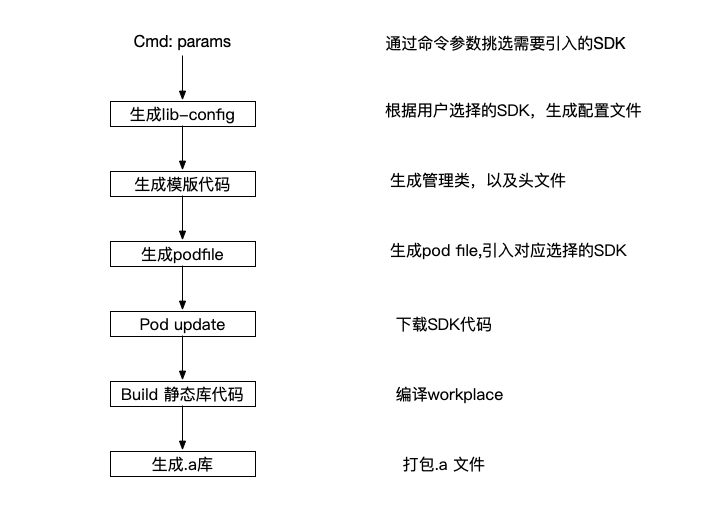 Cmd: params
通过命令参数挑选需要引入的SDK
生成lib-config
根据用户选择的SDK，生成配置文件
生成模版代码
生成管理类，以及头文件
生成podfile
生成pod file,引入对应选择的SDK
Pod update
下载SDK代码
Build 静态库代码
编译workplace
生成.a库
打包.a 文件